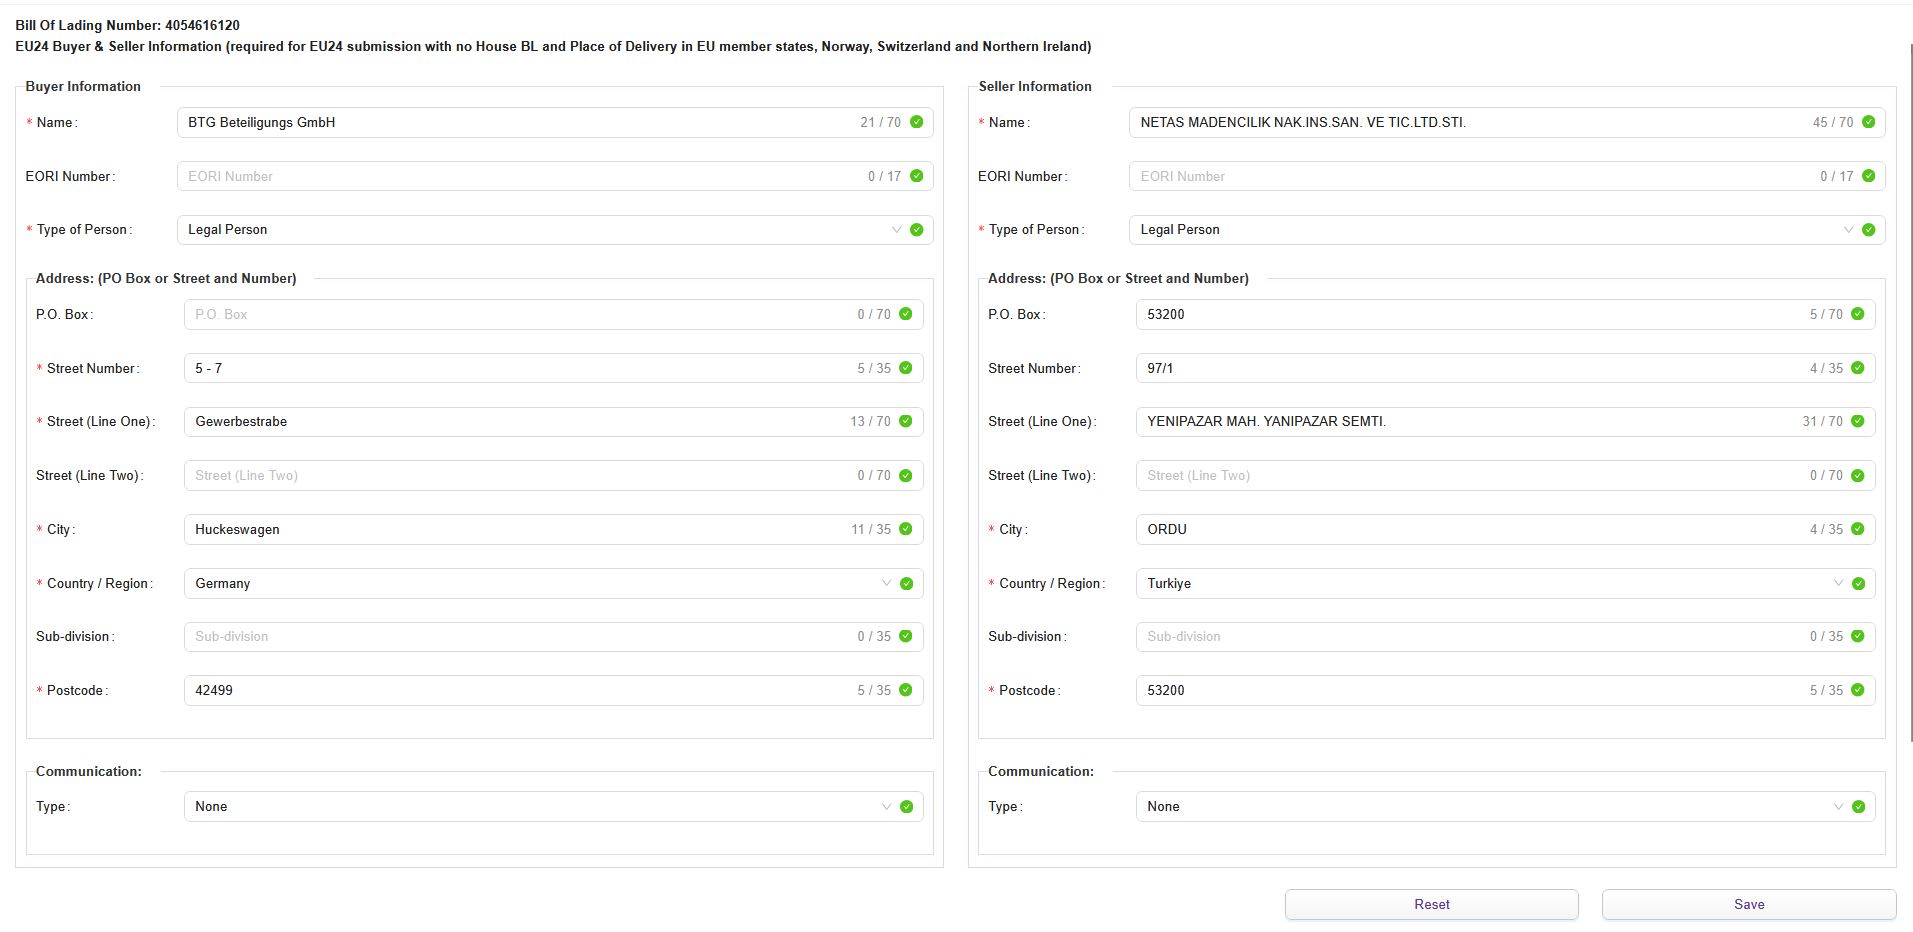 Bill Of Lading Number: 4054616120
EU24 Buyer & Seller Information (required for EU24 submission with no House BL and Place of Delivery in EU member states, Norway, Switzerland and Northern Ireland)
Buyer Information
* Name: BTG Beteiligungs GmbH 21 / 70
EORI Number: EORI Number 0 / 17
* Type of Person: Legal Person
Address: (PO Box or Street and Number)
P.O. Box: P.O. Box 0 / 70
* Street Number: 5 - 7 5 / 35
* Street (Line One): Gewerbestrabe 13 / 70
Street (Line Two): Street (Line Two) 0 / 70
* City: Huckeswagen 11 / 35
* Country / Region: Germany
Sub-division: Sub-division 0 / 35
* Postcode: 42499 5 / 35
Communication:
Type: None
Seller Information
* Name: NETAS MADENCILIK NAK.INS.SAN. VE TIC.LTD.STI. 45 / 70
EORI Number: EORI Number 0 / 17
* Type of Person: Legal Person
Address: (PO Box or Street and Number)
P.O. Box: 53200 5 / 70
Street Number: 97/1 4 / 35
Street (Line One): YENIPAZAR MAH. YANIPAZAR SEMTI. 31 / 70
Street (Line Two): Street (Line Two) 0 / 70
* City: ORDU 4 / 35
* Country / Region: Turkiye
Sub-division: Sub-division 0 / 35
* Postcode: 53200 5 / 35
Communication:
Type: None
Reset Save